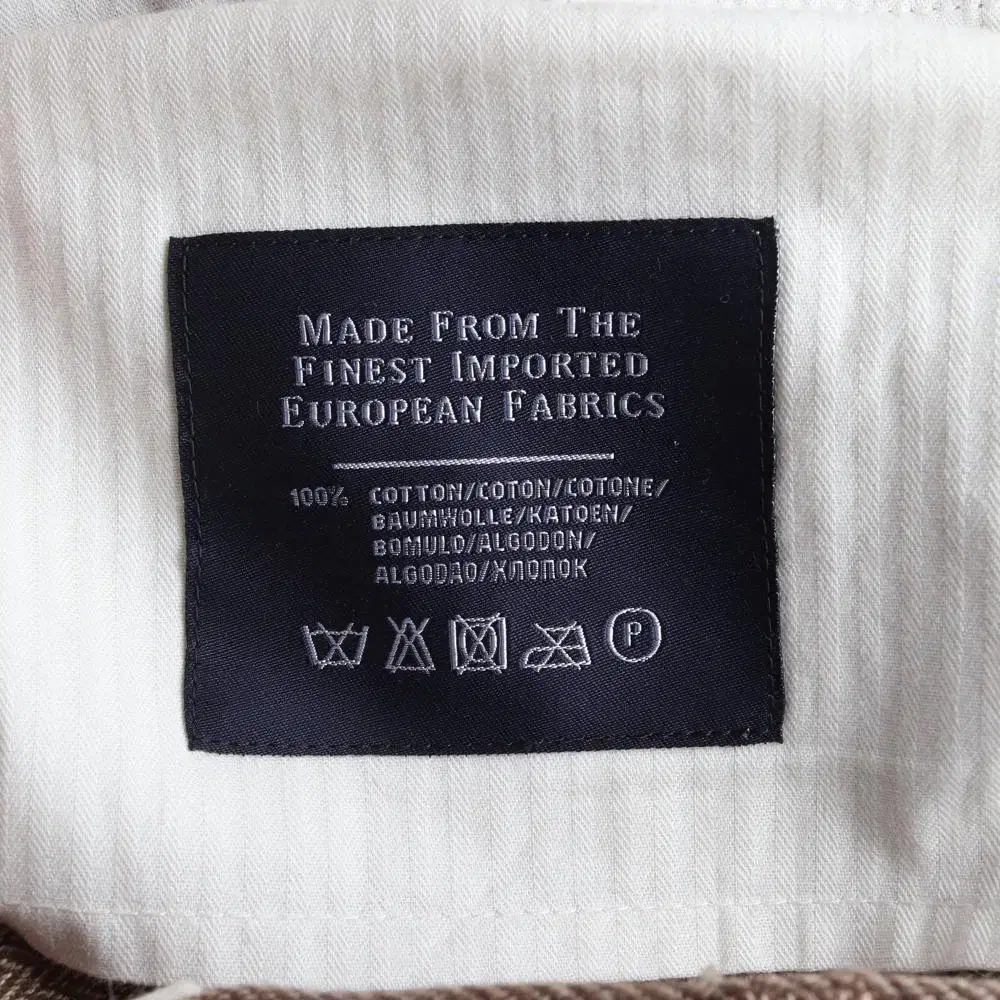 MADE FROM THE
FINEST IMPORTED
EUROPEAN FABRICS
100% COTTON/COTON/COTONE/
BAUMWOLLE/KATOEN/
BOMULD/ALGODON/
ALGODAO/ХЛОПОК
P